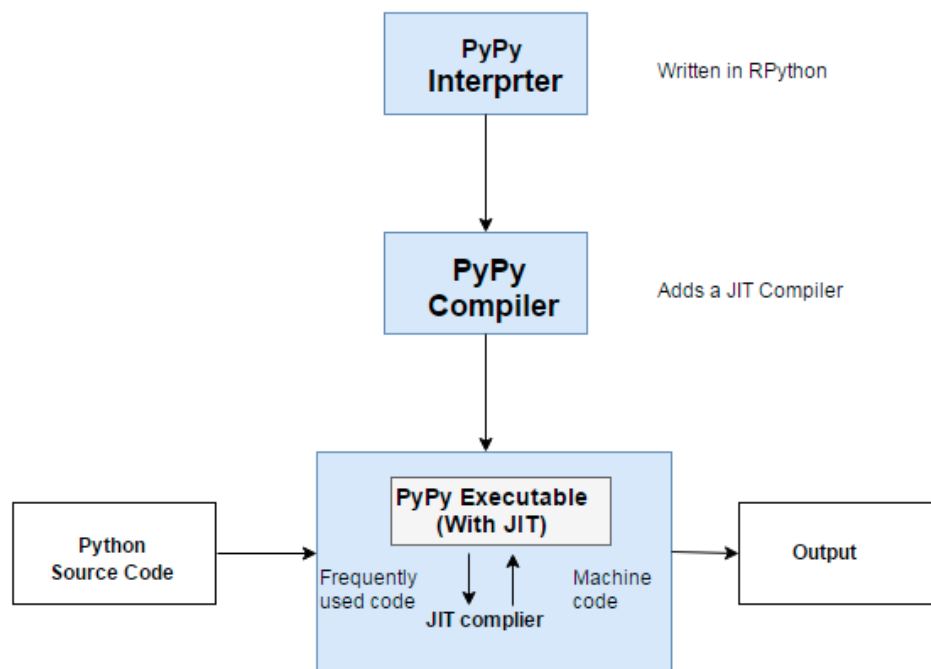 PyPy
Interprter
Written in RPython
PyPy
Compiler
Adds a JIT Compiler
PyPy Executable
(With JIT)
Python
Source Code
Frequently
used code
Machine
code
JIT complier
Output